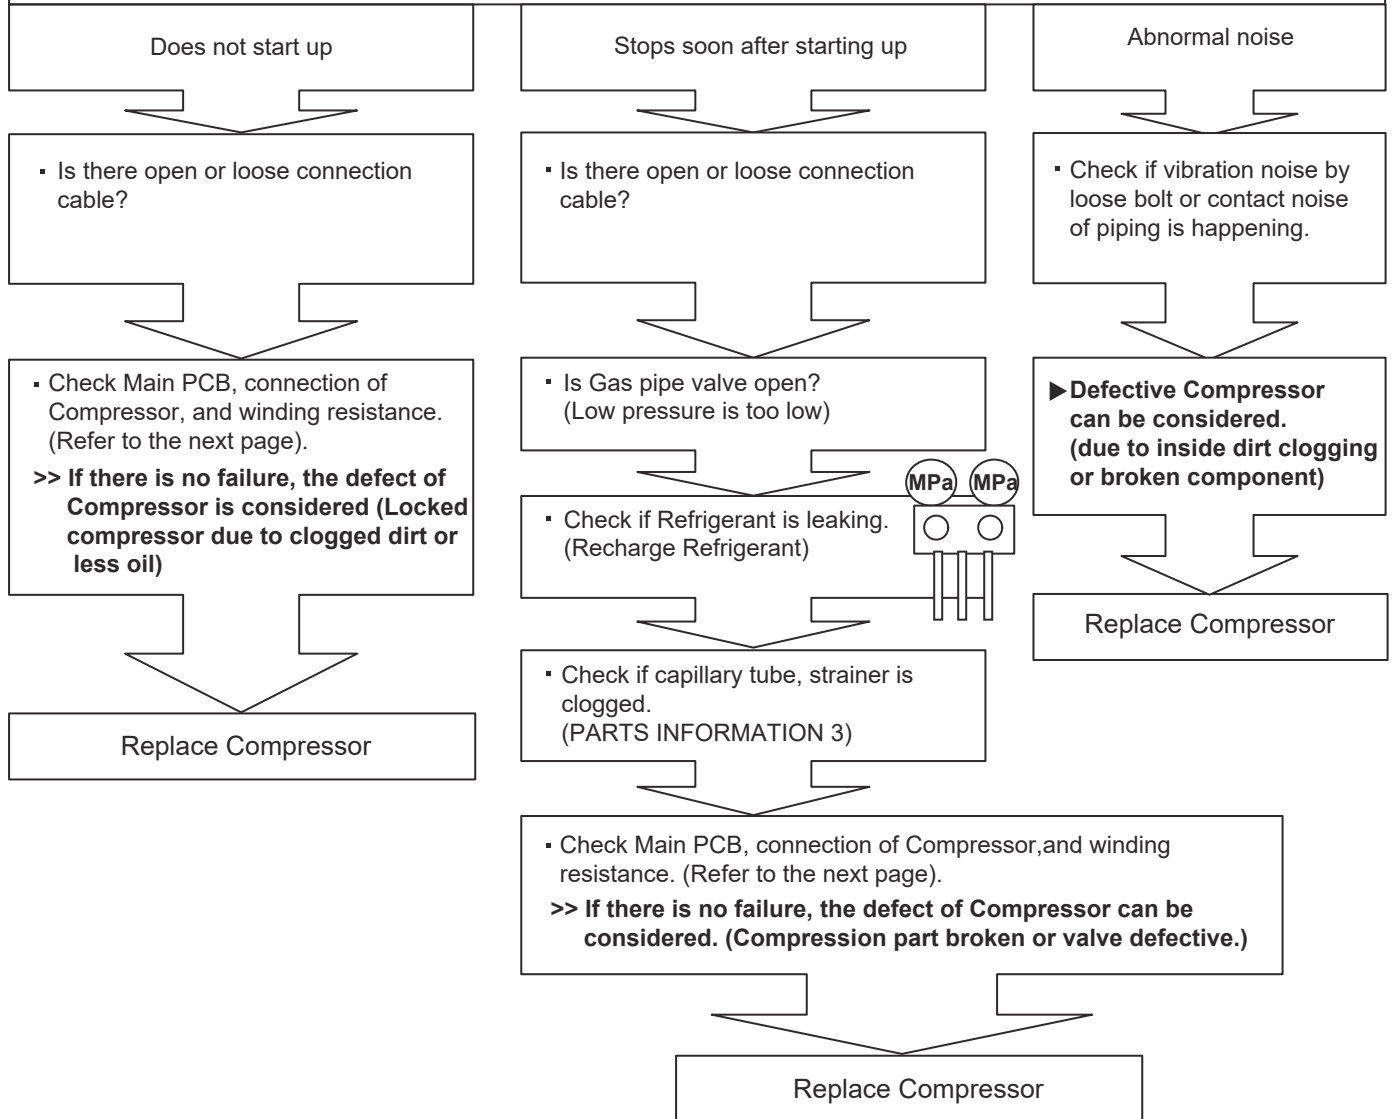 Does not start up
▪ Is there open or loose connection
cable?
▪ Check Main PCB, connection of
Compressor, and winding resistance.
(Refer to the next page).
>> If there is no failure, the defect of
Compressor is considered (Locked
compressor due to clogged dirt or
less oil)
Replace Compressor
Stops soon after starting up
▪ Is there open or loose connection
cable?
▪ Is Gas pipe valve open?
(Low pressure is too low)
▪ Check if Refrigerant is leaking.
(Recharge Refrigerant)
MPa MPa
▪ Check if capillary tube, strainer is
clogged.
(PARTS INFORMATION 3)
▪ Check Main PCB, connection of Compressor,and winding
resistance. (Refer to the next page).
>> If there is no failure, the defect of Compressor can be
considered. (Compression part broken or valve defective.)
Replace Compressor
Abnormal noise
▪ Check if vibration noise by
loose bolt or contact noise
of piping is happening.
▶Defective Compressor
can be considered.
(due to inside dirt clogging
or broken component)
Replace Compressor